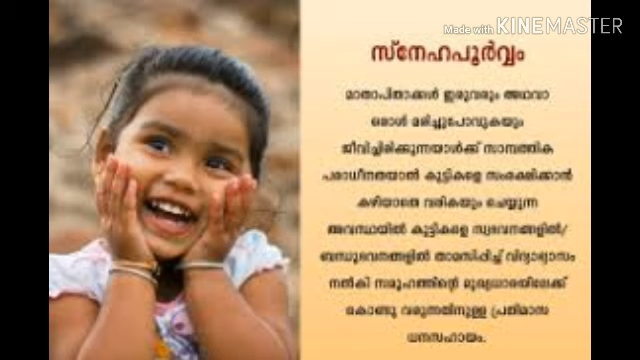 Made with KINEMASTER
സ്നേഹപൂർവ്വം
മാതാപിതാക്കൾ ഇരുവരും അഥവാ
ഒരാൾ മരിച്ചുപോവുകയും
ജീവിച്ചിരിക്കുന്നയാൾക്ക് സാമ്പത്തിക
പരാധീനതയാൽ കുട്ടികളെ സംരക്ഷിക്കാൻ
കഴിയാതെ വരികയും ചെയ്യുന്ന
അവസ്ഥയിൽ കുട്ടികളെ സ്വഭവനങ്ങളിൽ/
ബന്ധുഭവനങ്ങളിൽ താമസിപ്പിച്ച് വിദ്യാഭ്യാസം
നൽകി സമൂഹത്തിന്റെ മുഖ്യധാരയിലേക്ക്
കൊണ്ടു വരുന്നതിനുള്ള പ്രതിമാസ
ധനസഹായം.